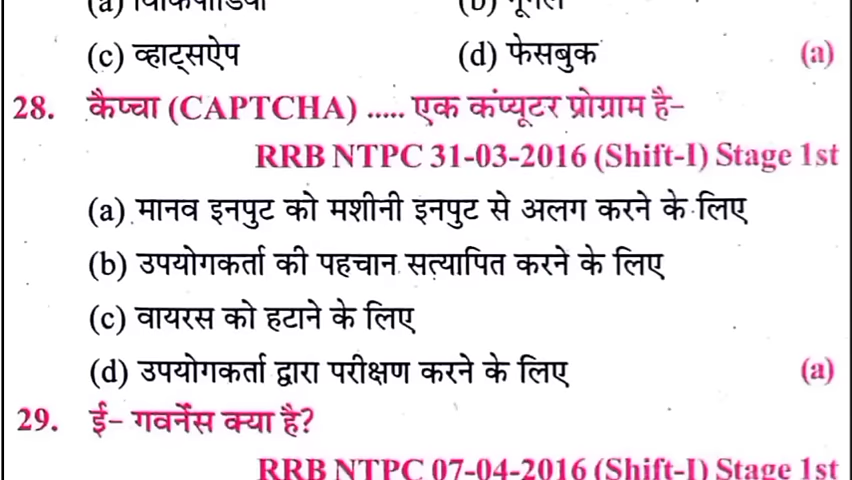 (a) विकिपीडिया (b) गूगल
(c) व्हाट्सऐप (d) फेसबुक (a)
28. कैप्चा (CAPTCHA) ..... एक कंप्यूटर प्रोग्राम है-
RRB NTPC 31-03-2016 (Shift-I) Stage 1st
(a) मानव इनपुट को मशीनी इनपुट से अलग करने के लिए
(b) उपयोगकर्ता की पहचान सत्यापित करने के लिए
(c) वायरस को हटाने के लिए
(d) उपयोगकर्ता द्वारा परीक्षण करने के लिए (a)
29. ई- गवर्नेंस क्या है?
RRB NTPC 07-04-2016 (Shift-I) Stage 1st